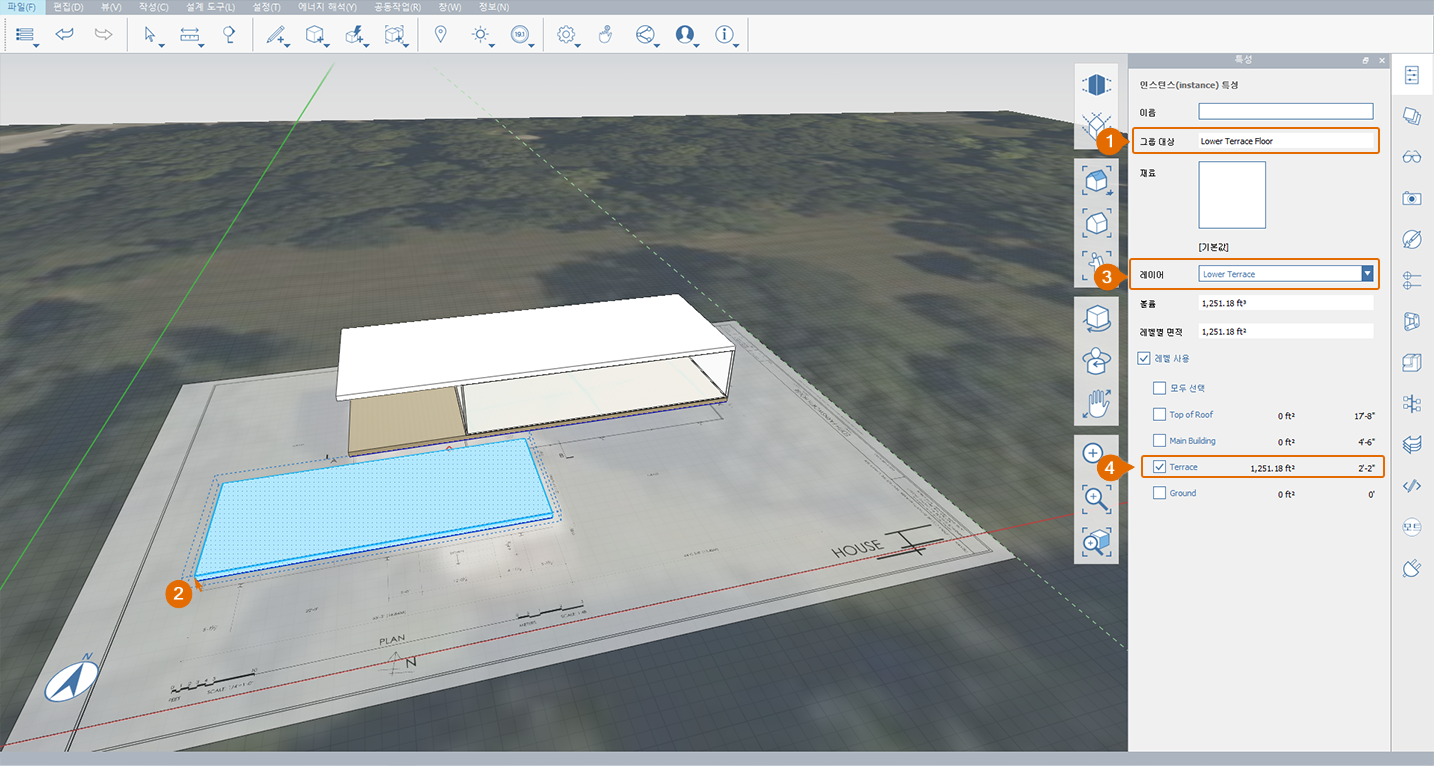 파일(F) 편집(D) 뷰(V) 작성(C) 설계 도구(L) 설정(T) 에너지 해석(Y) 공동작업(R) 창(W) 정보(N)
19.1
특성
인스턴스(instance) 특성
이름
1
그룹 대상 Lower Terrace Floor
재료
[기본값]
3
레이어 Lower Terrace
볼륨 1,251.18 ft³
레벨별 면적 1,251.18 ft²
레벨 사용
모두 선택
Top of Roof 0 ft² 17'-8"
Main Building 0 ft² 4'-6"
4
Terrace 1,251.18 ft² 2'-2"
Ground 0 ft² 0'
모드
HOUSE
2
PLAN
N
N